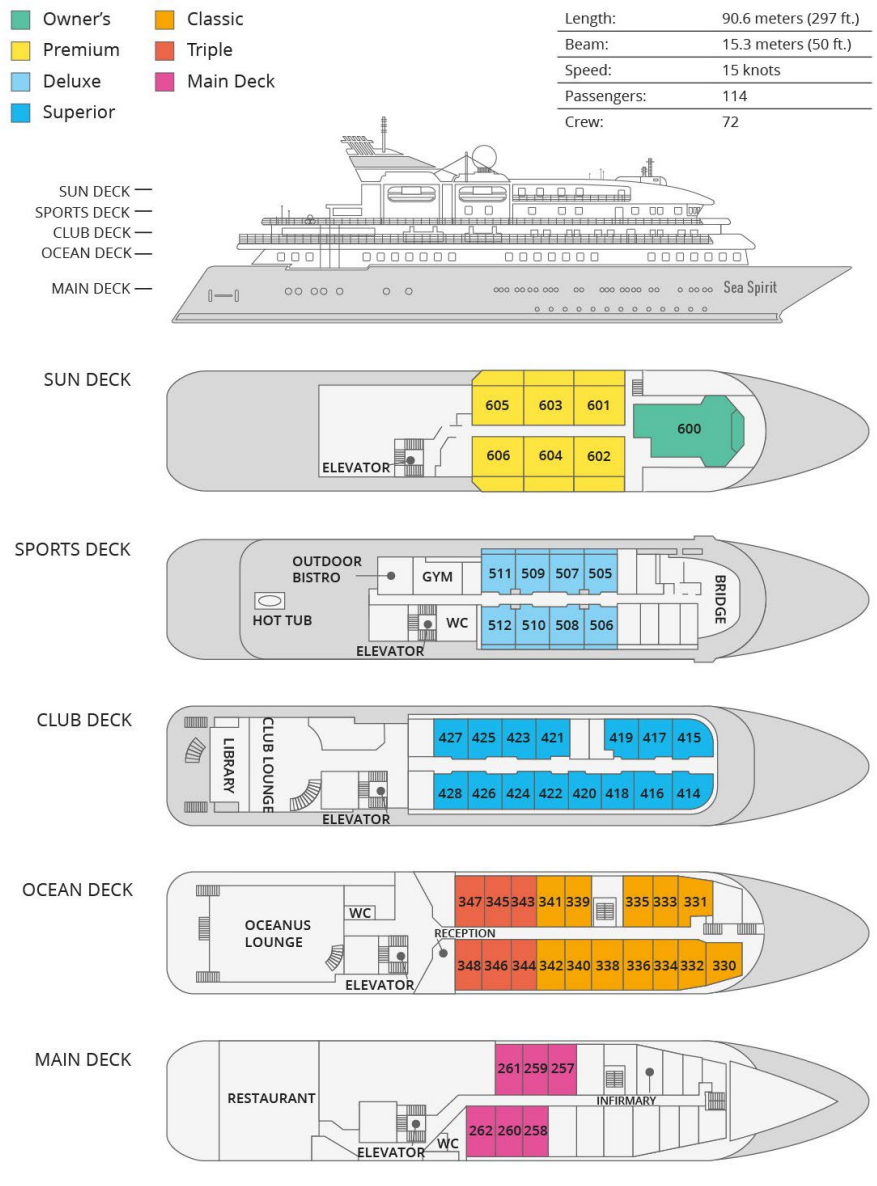 Owner's
Classic
Premium
Triple
Deluxe
Main Deck
Superior
Length: 90.6 meters (297 ft.)
Beam: 15.3 meters (50 ft.)
Speed: 15 knots
Passengers: 114
Crew: 72
SUN DECK
SPORTS DECK
CLUB DECK
OCEAN DECK
MAIN DECK
Sea Spirit
SUN DECK
605 603 601
600
606 604 602
ELEVATOR
SPORTS DECK
OUTDOOR
BISTRO
GYM
511 509 507 505
BRIDGE
HOT TUB
WC
512 510 508 506
ELEVATOR
CLUB DECK
LIBRARY
CLUB LOUNGE
427 425 423 421 419 417 415
428 426 424 422 420 418 416 414
ELEVATOR
OCEAN DECK
347 345 343 341 339 335 333 331
WC
OCEANUS
LOUNGE
RECEPTION
348 346 344 342 340 338 336 334 332 330
ELEVATOR
MAIN DECK
261 259 257
RESTAURANT
INFIRMARY
262 260 258
WC
ELEVATOR